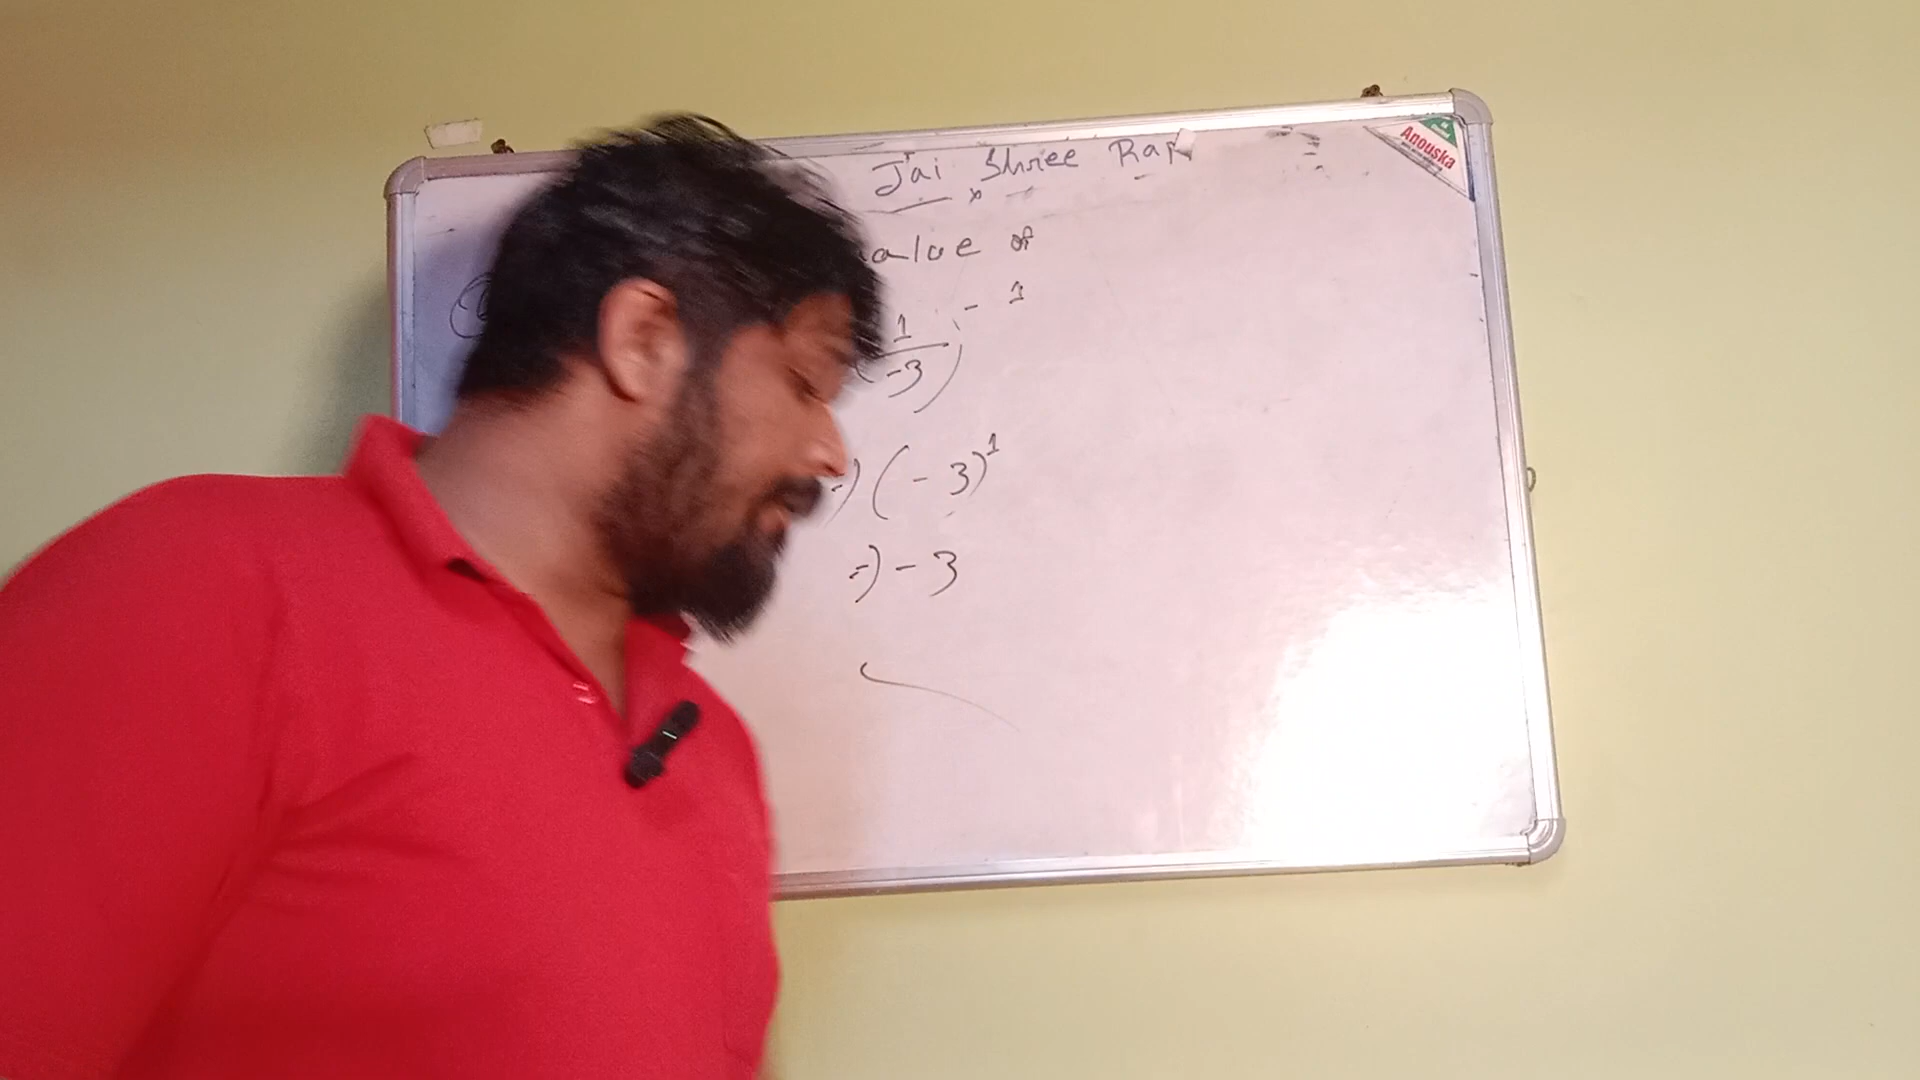 Jai Shree Ram
Anouska
value of
(1/-3)^-1
=) (-3)^1
=) -3